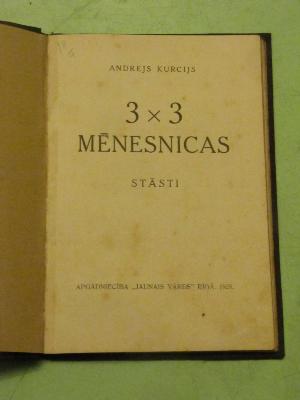 ANDREJS KURCIJS
3 × 3
MĒNESNICAS
STĀSTI
APGĀDNIECĪBA „JAUNAIS VĀRDS" RĪGĀ.